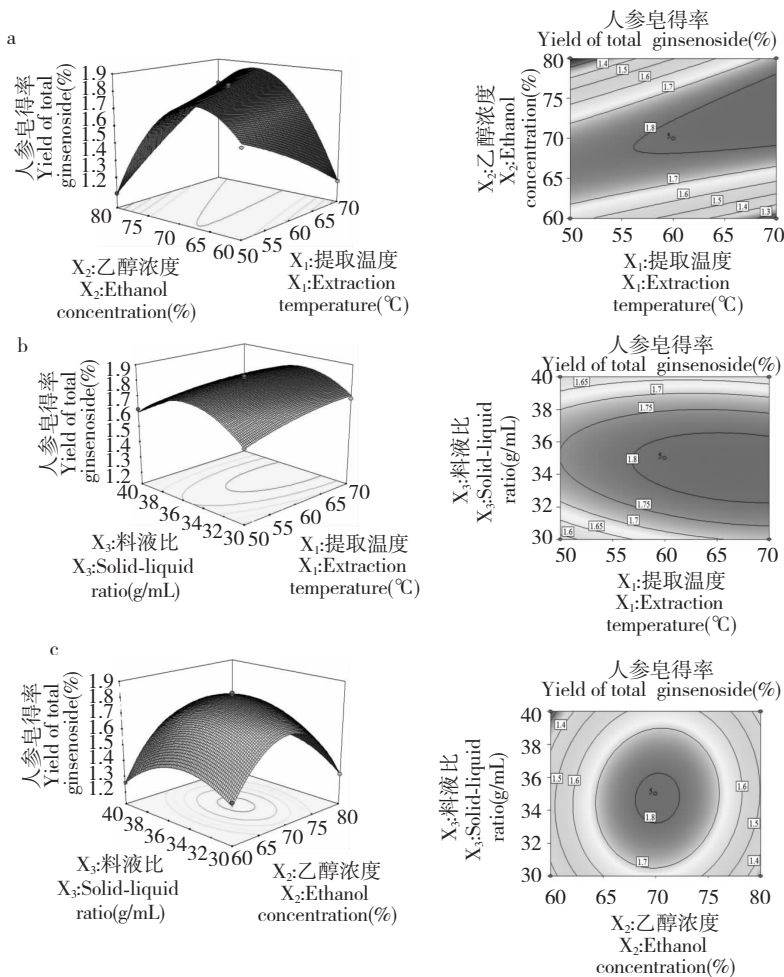 a
人参皂得率
Yield of total
ginsenoside(%)
1.9
1.8
1.7
1.6
1.5
1.4
1.3
1.2
80
75
70
65
60
50
55
60
65
70
X₂:乙醇浓度
X₂:Ethanol
concentration(%)
X₁:提取温度
X₁:Extraction
temperature(℃)
人参皂得率
Yield of total ginsenoside(%)
X₂:乙醇浓度
X₂:Ethanol
concentration(%)
80
75
70
65
60
1.4
1.5
1.6
1.7
1.8
5
1.7
1.6
1.5
1.4
1.3
50 55 60 65 70
X₁:提取温度
X₁:Extraction
temperature(℃)
b
人参皂得率
Yield of total
ginsenoside(%)
1.9
1.8
1.7
1.6
1.5
1.4
1.3
1.2
40
38
36
34
32
30
50
55
60
65
70
X₃:料液比
X₃:Solid-liquid
ratio(g/mL)
X₁:提取温度
X₁:Extraction
temperature(℃)
人参皂得率
Yield of total ginsenoside(%)
X₃:料液比
X₃:Solid-liquid
ratio(g/mL)
40
38
36
34
32
30
1.65
1.7
1.75
1.8
5
1.75
1.7
1.65
1.6
50 55 60 65 70
X₁:提取温度
X₁:Extraction
temperature(℃)
c
人参皂得率
Yield of total
ginsenoside(%)
1.9
1.8
1.7
1.6
1.5
1.4
1.3
1.2
40
38
36
34
32
30
60
65
70
75
80
X₃:料液比
X₃:Solid-liquid
ratio(g/mL)
X₂:乙醇浓度
X₂:Ethanol
concentration(%)
人参皂得率
Yield of total ginsenoside(%)
X₃:料液比
X₃:Solid-liquid
ratio(g/mL)
40
38
36
34
32
30
1.4
1.5
1.6
5
1.8
1.7
1.6
1.5
1.4
60 65 70 75 80
X₂:乙醇浓度
X₂:Ethanol
concentration(%)